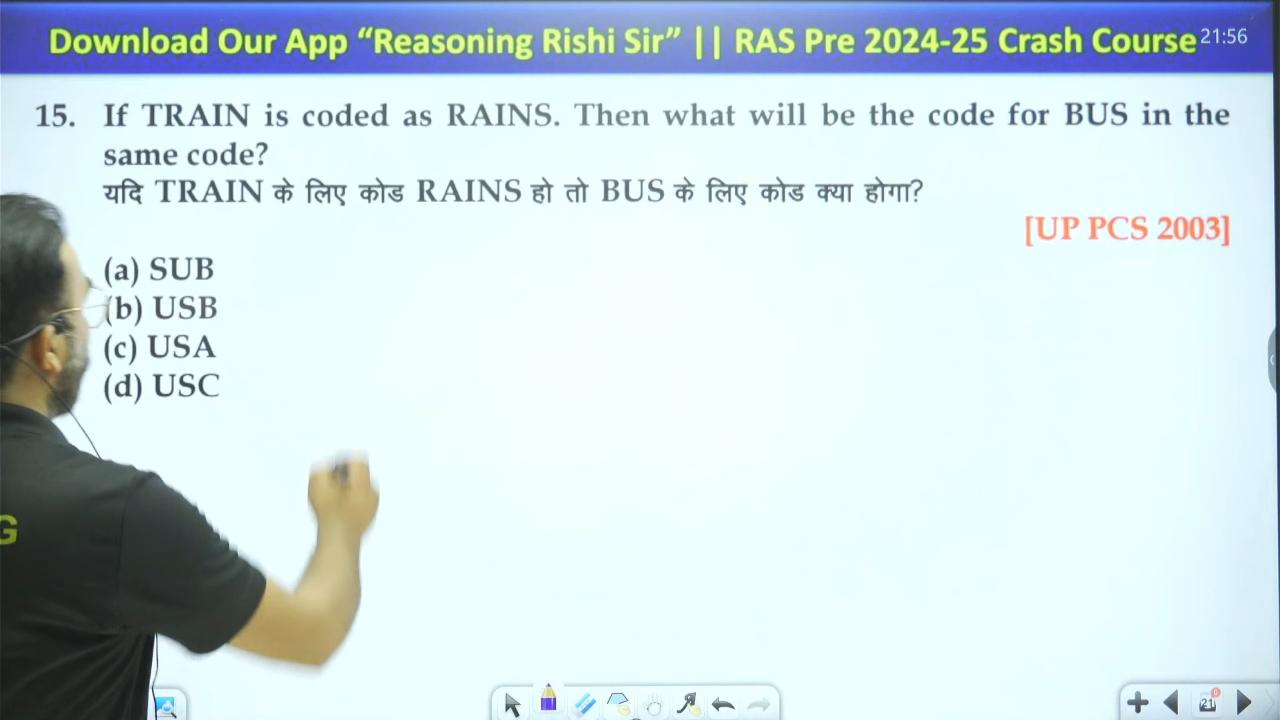 Download Our App “Reasoning Rishi Sir” || RAS Pre 2024-25 Crash Course
21:56
15. If TRAIN is coded as RAINS. Then what will be the code for BUS in the
same code?
यदि TRAIN के लिए कोड RAINS हो तो BUS के लिए कोड क्या होगा?
[UP PCS 2003]
(a) SUB
(b) USB
(c) USA
(d) USC
G
21
0